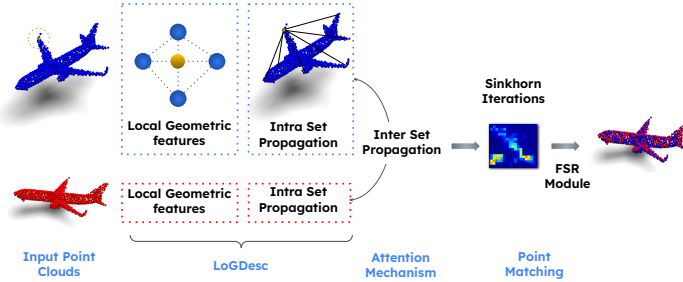 Local Geometric
features
Intra Set
Propagation
Local Geometric
features
Intra Set
Propagation
Inter Set
Propagation
Sinkhorn
Iterations
FSR
Module
Input Point
Clouds
LoGDesc
Attention
Mechanism
Point
Matching